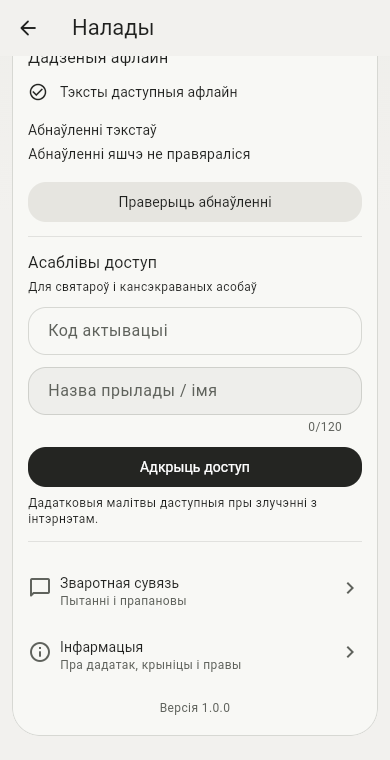 Налады
Дадзеныя афлайн
Тэксты даступныя афлайн
Абнаўленні тэкстаў
Абнаўленні яшчэ не правяраліся
Праверыць абнаўленні
Асаблівы доступ
Для святароў і кансэкраваных асобаў
Код актывацыі
Назва прылады / імя
0/120
Адкрыць доступ
Дадатковыя малітвы даступныя пры злучэнні з
інтэрнэтам.
Зваротная сувязь
Пытанні і прапановы
Інфармацыя
Пра дадатак, крыніцы і правы
Версія 1.0.0